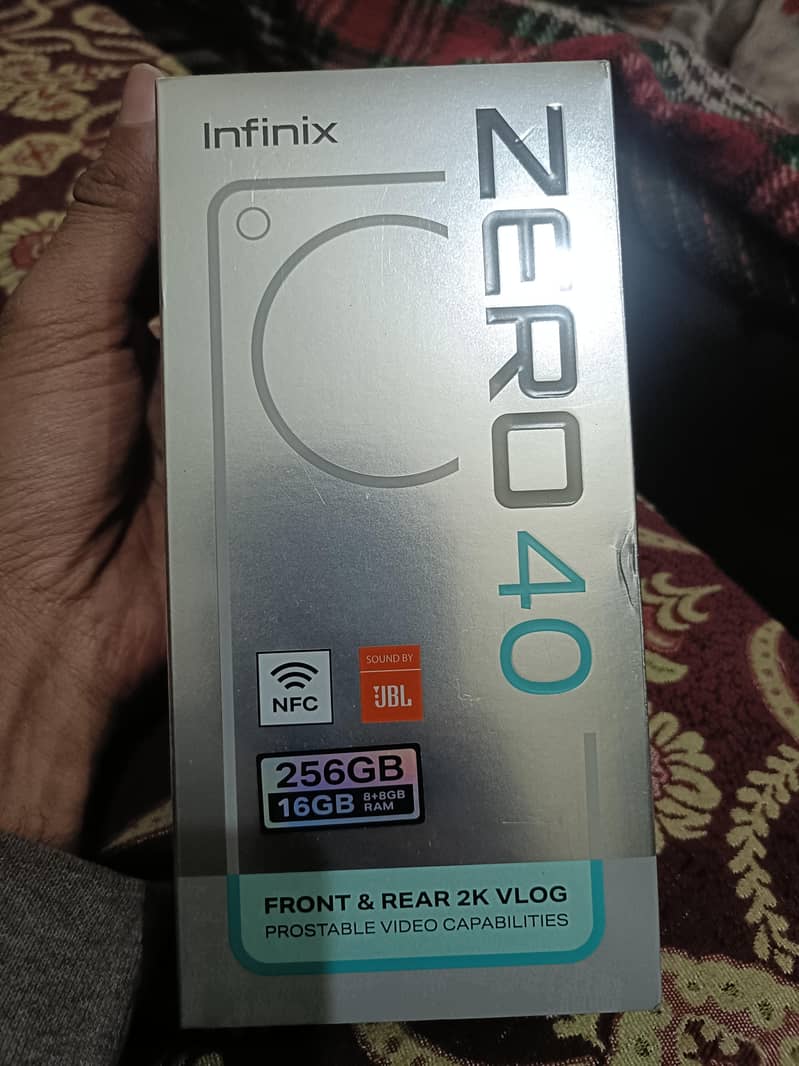 Infinix
ZERO 40
NFC
SOUND BY
JBL
256GB
16GB 8+8GB RAM
FRONT & REAR 2K VLOG
PROSTABLE VIDEO CAPABILITIES